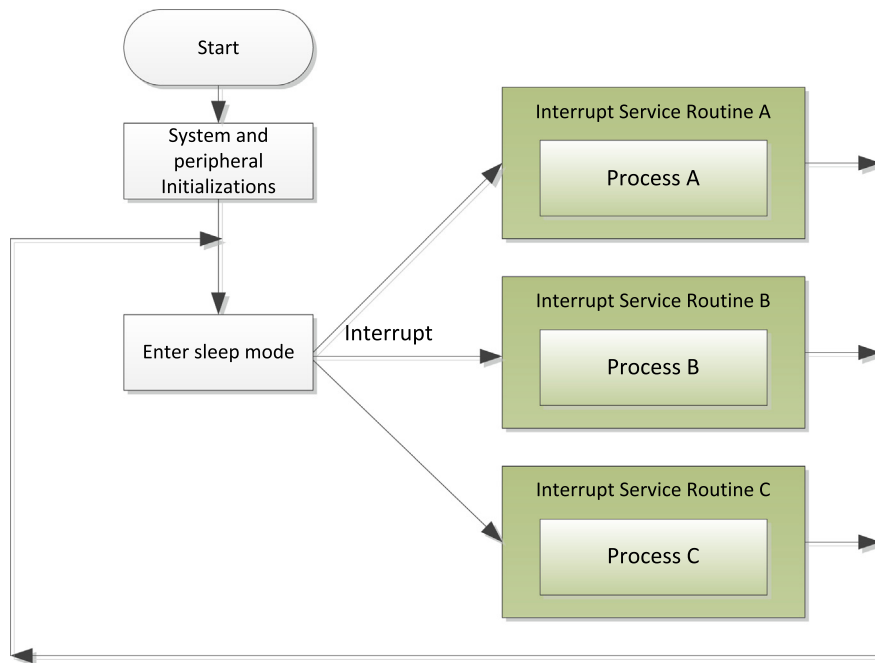 Start
System and
peripheral
Initializations
Enter sleep mode
Interrupt
Interrupt Service Routine A
Process A
Interrupt Service Routine B
Process B
Interrupt Service Routine C
Process C